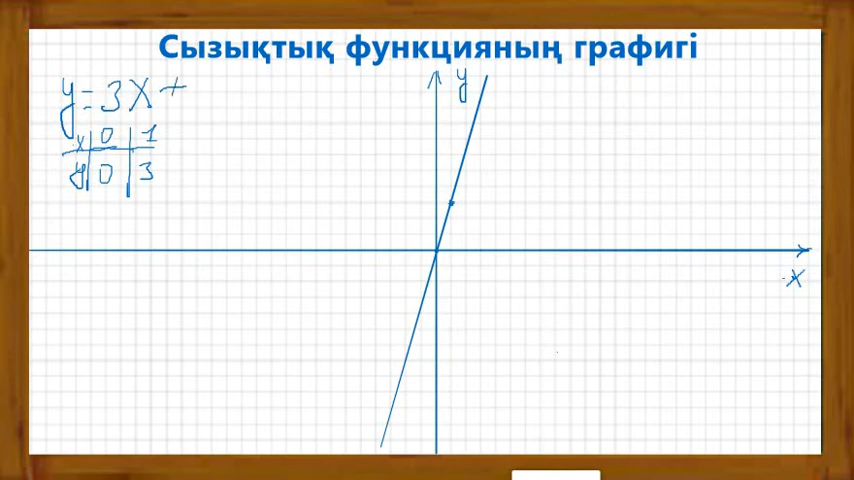 Сызықтық функцияның графигі
y = 3x +
x 0 1
y 0 3
y
x